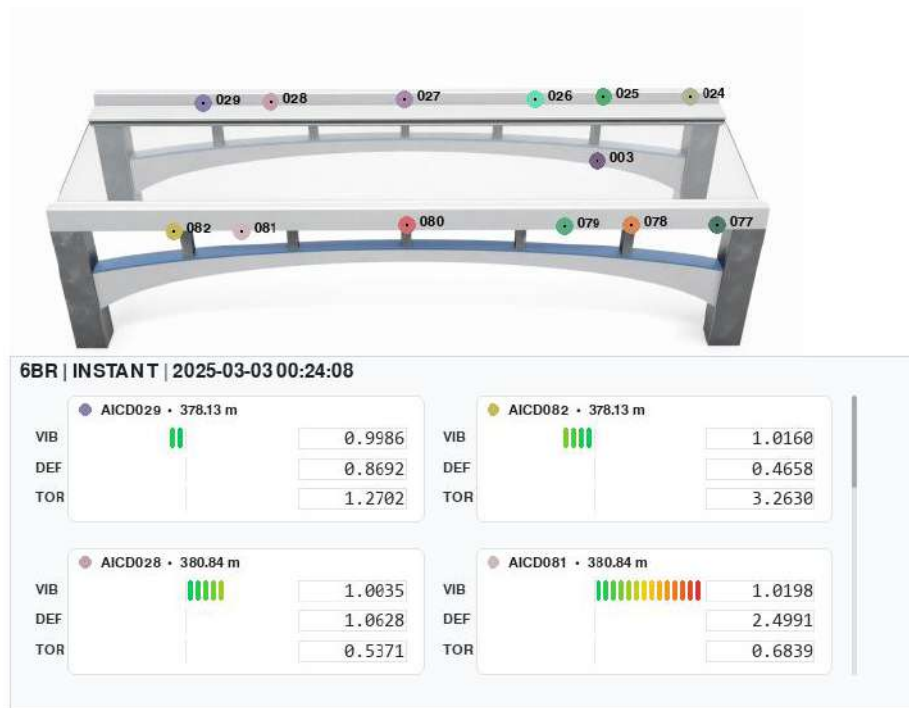 029 028 027 026 025 024
003
082 081 080 079 078 077
6BR | INSTANT | 2025-03-03 00:24:08
AICD029 • 378.13 m
VIB 0.9986
DEF 0.8692
TOR 1.2702
AICD082 • 378.13 m
VIB 1.0160
DEF 0.4658
TOR 3.2630
AICD028 • 380.84 m
VIB 1.0035
DEF 1.0628
TOR 0.5371
AICD081 • 380.84 m
VIB 1.0198
DEF 2.4991
TOR 0.6839